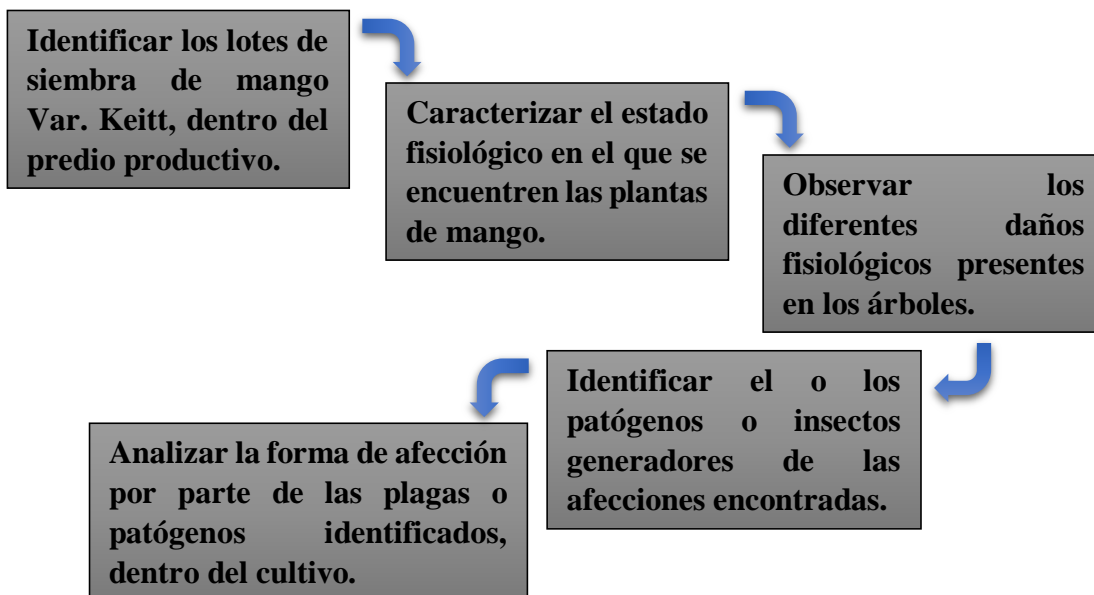 Identificar los lotes de
siembra de mango
Var. Keitt, dentro del
predio productivo.
Caracterizar el estado
fisiológico en el que se
encuentren las plantas
de mango.
Observar los
diferentes daños
fisiológicos presentes
en los árboles.
Identificar el o los
patógenos o insectos
generadores de las
afecciones encontradas.
Analizar la forma de afección
por parte de las plagas o
patógenos identificados,
dentro del cultivo.